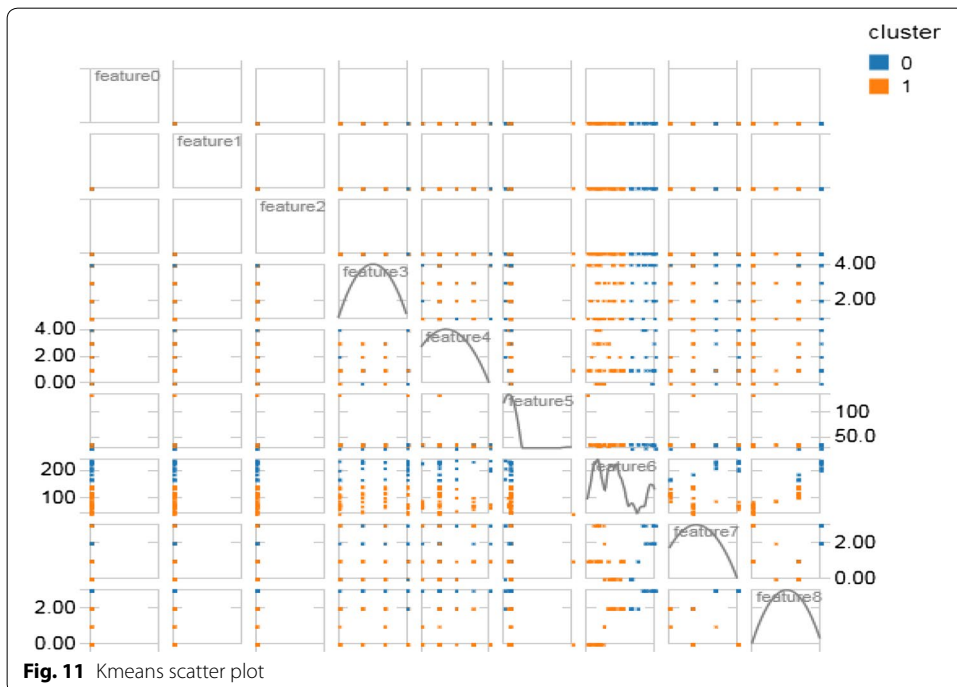 cluster
0
1
feature0
feature1
feature2
feature3
4.00
2.00
4.00
2.00
0.00
feature4
feature5
100
50.0
200
100
feature6
feature7
2.00
0.00
2.00
0.00
feature8
Fig. 11 Kmeans scatter plot